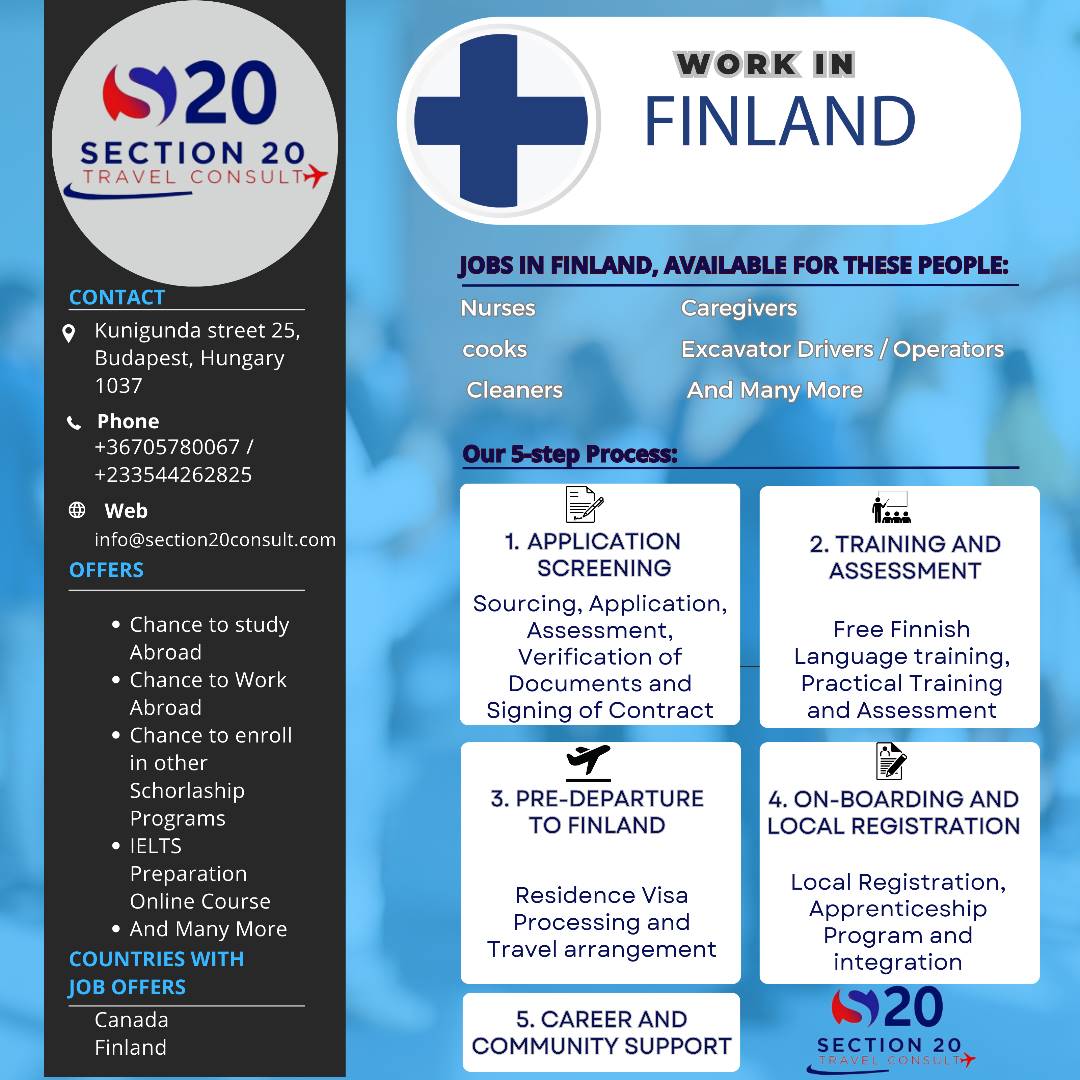 S20
SECTION 20
TRAVEL CONSULT
CONTACT
Kunigunda street 25,
Budapest, Hungary
1037
Phone
+36705780067 /
+233544262825
Web
info@section20consult.com
OFFERS
Chance to study
Abroad
Chance to Work
Abroad
Chance to enroll
in other
Schorlaship
Programs
IELTS
Preparation
Online Course
And Many More
COUNTRIES WITH
JOB OFFERS
Canada
Finland
WORK IN
FINLAND
JOBS IN FINLAND, AVAILABLE FOR THESE PEOPLE:
Nurses
Caregivers
cooks
Excavator Drivers / Operators
Cleaners
And Many More
Our 5-step Process:
1. APPLICATION
SCREENING
Sourcing, Application,
Assessment,
Verification of
Documents and
Signing of Contract
2. TRAINING AND
ASSESSMENT
Free Finnish
Language training,
Practical Training
and Assessment
3. PRE-DEPARTURE
TO FINLAND
Residence Visa
Processing and
Travel arrangement
4. ON-BOARDING AND
LOCAL REGISTRATION
Local Registration,
Apprenticeship
Program and
integration
5. CAREER AND
COMMUNITY SUPPORT
S20
SECTION 20
TRAVEL CONSULT